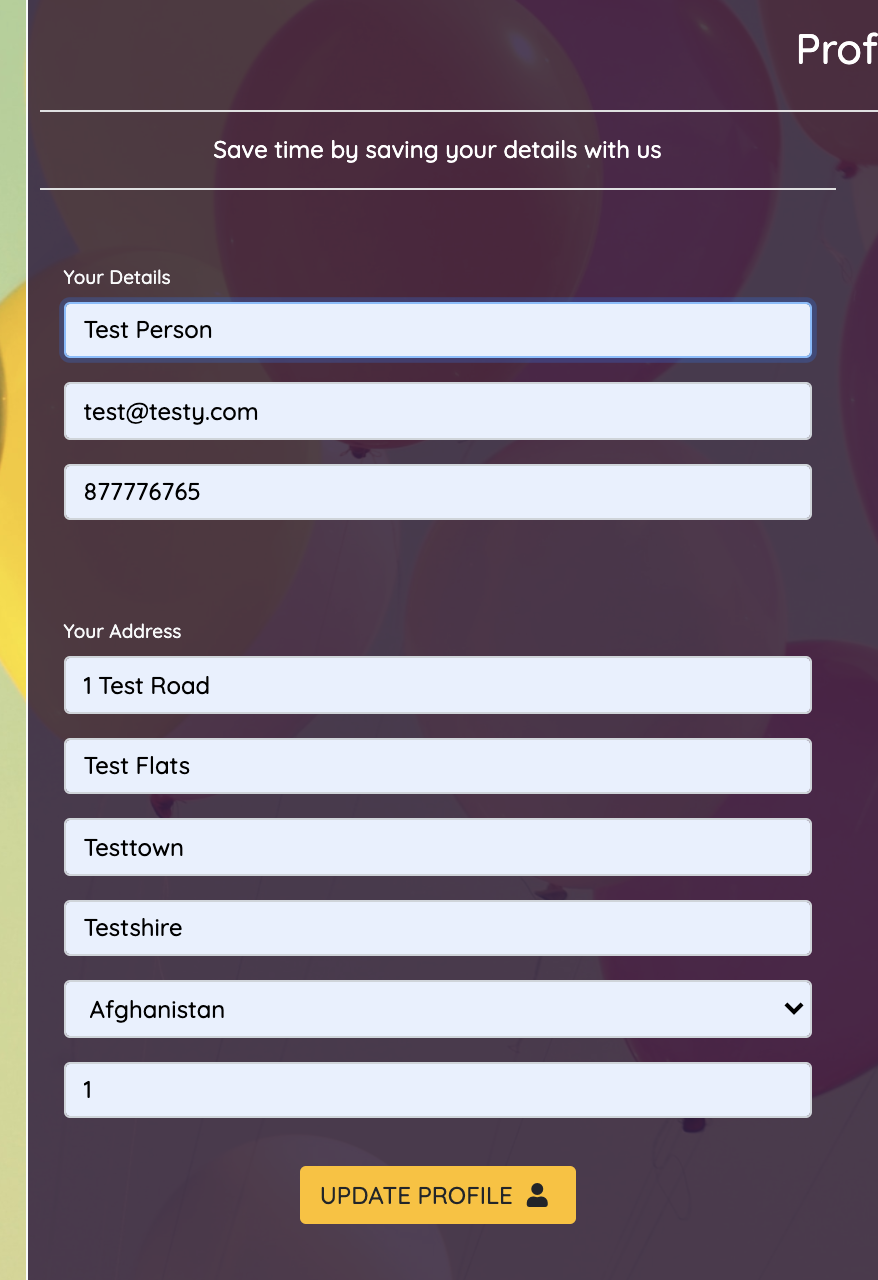 Prof
Save time by saving your details with us
Your Details
Test Person
test@testy.com
877776765
Your Address
1 Test Road
Test Flats
Testtown
Testshire
Afghanistan
1
UPDATE PROFILE